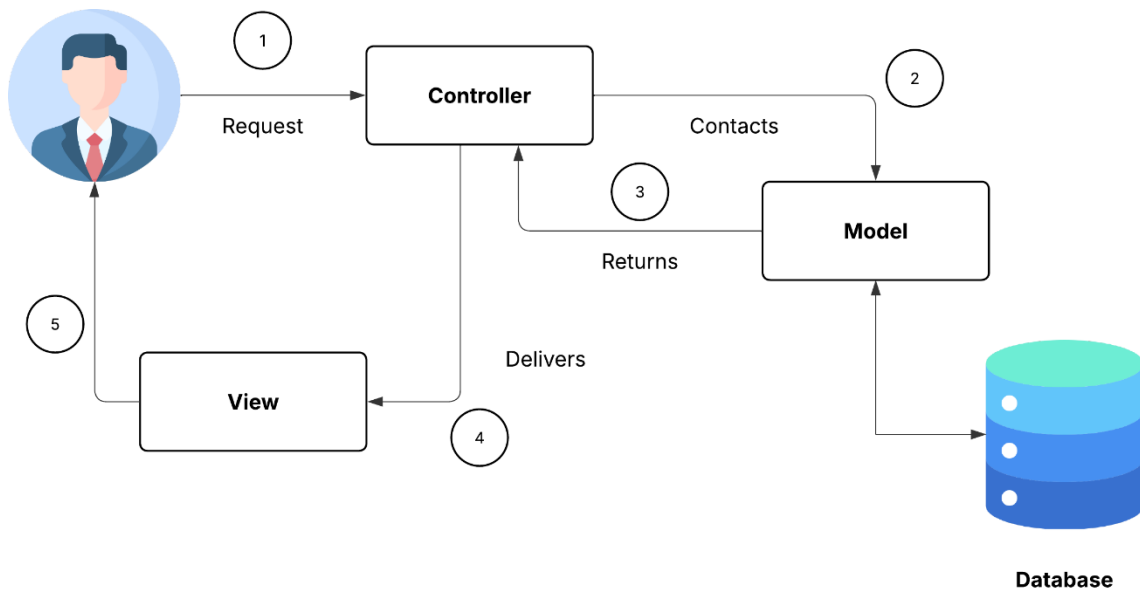 1
Controller
2
Request
Contacts
3
Model
Returns
5
Delivers
View
4
Database